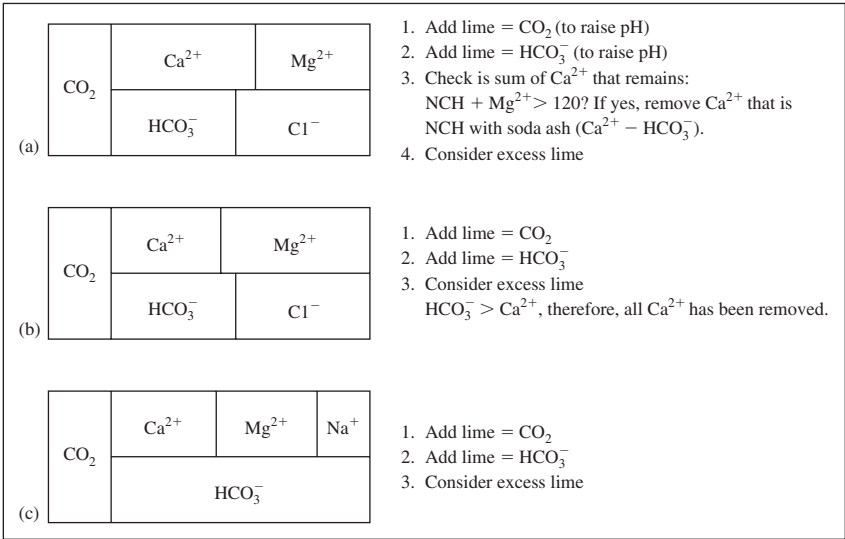 CO₂
Ca²⁺
Mg²⁺
HCO₃⁻
Cl⁻
(a)
1. Add lime = CO₂ (to raise pH)
2. Add lime = HCO₃⁻ (to raise pH)
3. Check is sum of Ca²⁺ that remains:
NCH + Mg²⁺ > 120? If yes, remove Ca²⁺ that is
NCH with soda ash (Ca²⁺ − HCO₃⁻).
4. Consider excess lime
CO₂
Ca²⁺
Mg²⁺
HCO₃⁻
Cl⁻
(b)
1. Add lime = CO₂
2. Add lime = HCO₃⁻
3. Consider excess lime
HCO₃⁻ > Ca²⁺, therefore, all Ca²⁺ has been removed.
CO₂
Ca²⁺
Mg²⁺
Na⁺
HCO₃⁻
(c)
1. Add lime = CO₂
2. Add lime = HCO₃⁻
3. Consider excess lime